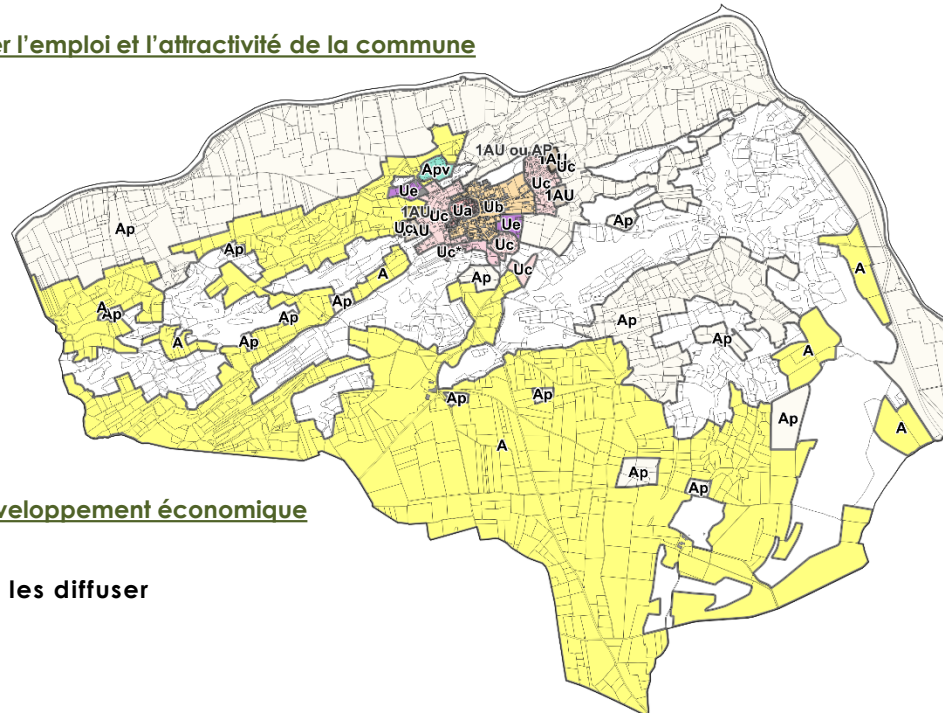 er l'emploi et l'attractivité de la commune
1AU ou AP
1AU
Uc
Apv
Ue
Uc
1AU
Ub
Ua
1AU
Uc
Ap
Ue
Ap
Uc
AU
Ap
Uc*
Uc
A
Ap
Uc
A
Ap
A
Ap
Ap
Ap
A
Ap
Ap
A
Ap
Ap
Ap
A
A
Ap
Ap
veloppement économique
les diffuser